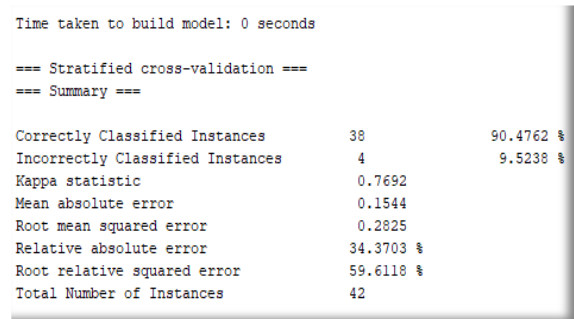 Time taken to build model: 0 seconds
=== Stratified cross-validation ===
=== Summary ===
Correctly Classified Instances 38 90.4762 %
Incorrectly Classified Instances 4 9.5238 %
Kappa statistic 0.7692
Mean absolute error 0.1544
Root mean squared error 0.2825
Relative absolute error 34.3703 %
Root relative squared error 59.6118 %
Total Number of Instances 42